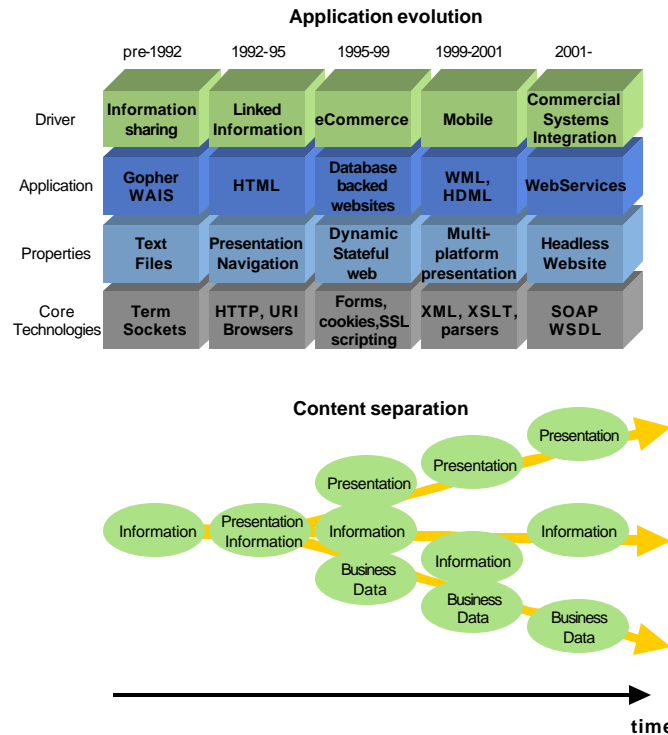 Application evolution
pre-1992 1992-95 1995-99 1999-2001 2001-
Driver
Information
sharing
Linked
Information
eCommerce
Mobile
Commercial
Systems
Integration
Application
Gopher
WAIS
HTML
Database
backed
websites
WML,
HDML
WebServices
Properties
Text
Files
Presentation
Navigation
Dynamic
Stateful
web
Multi-
platform
presentation
Headless
Website
Core
Technologies
Term
Sockets
HTTP, URI
Browsers
Forms,
cookies,SSL
scripting
XML, XSLT,
parsers
SOAP
WSDL
Content separation
Information
Presentation
Information
Presentation
Information
Business
Data
Presentation
Information
Business
Data
Presentation
Information
Business
Data
time